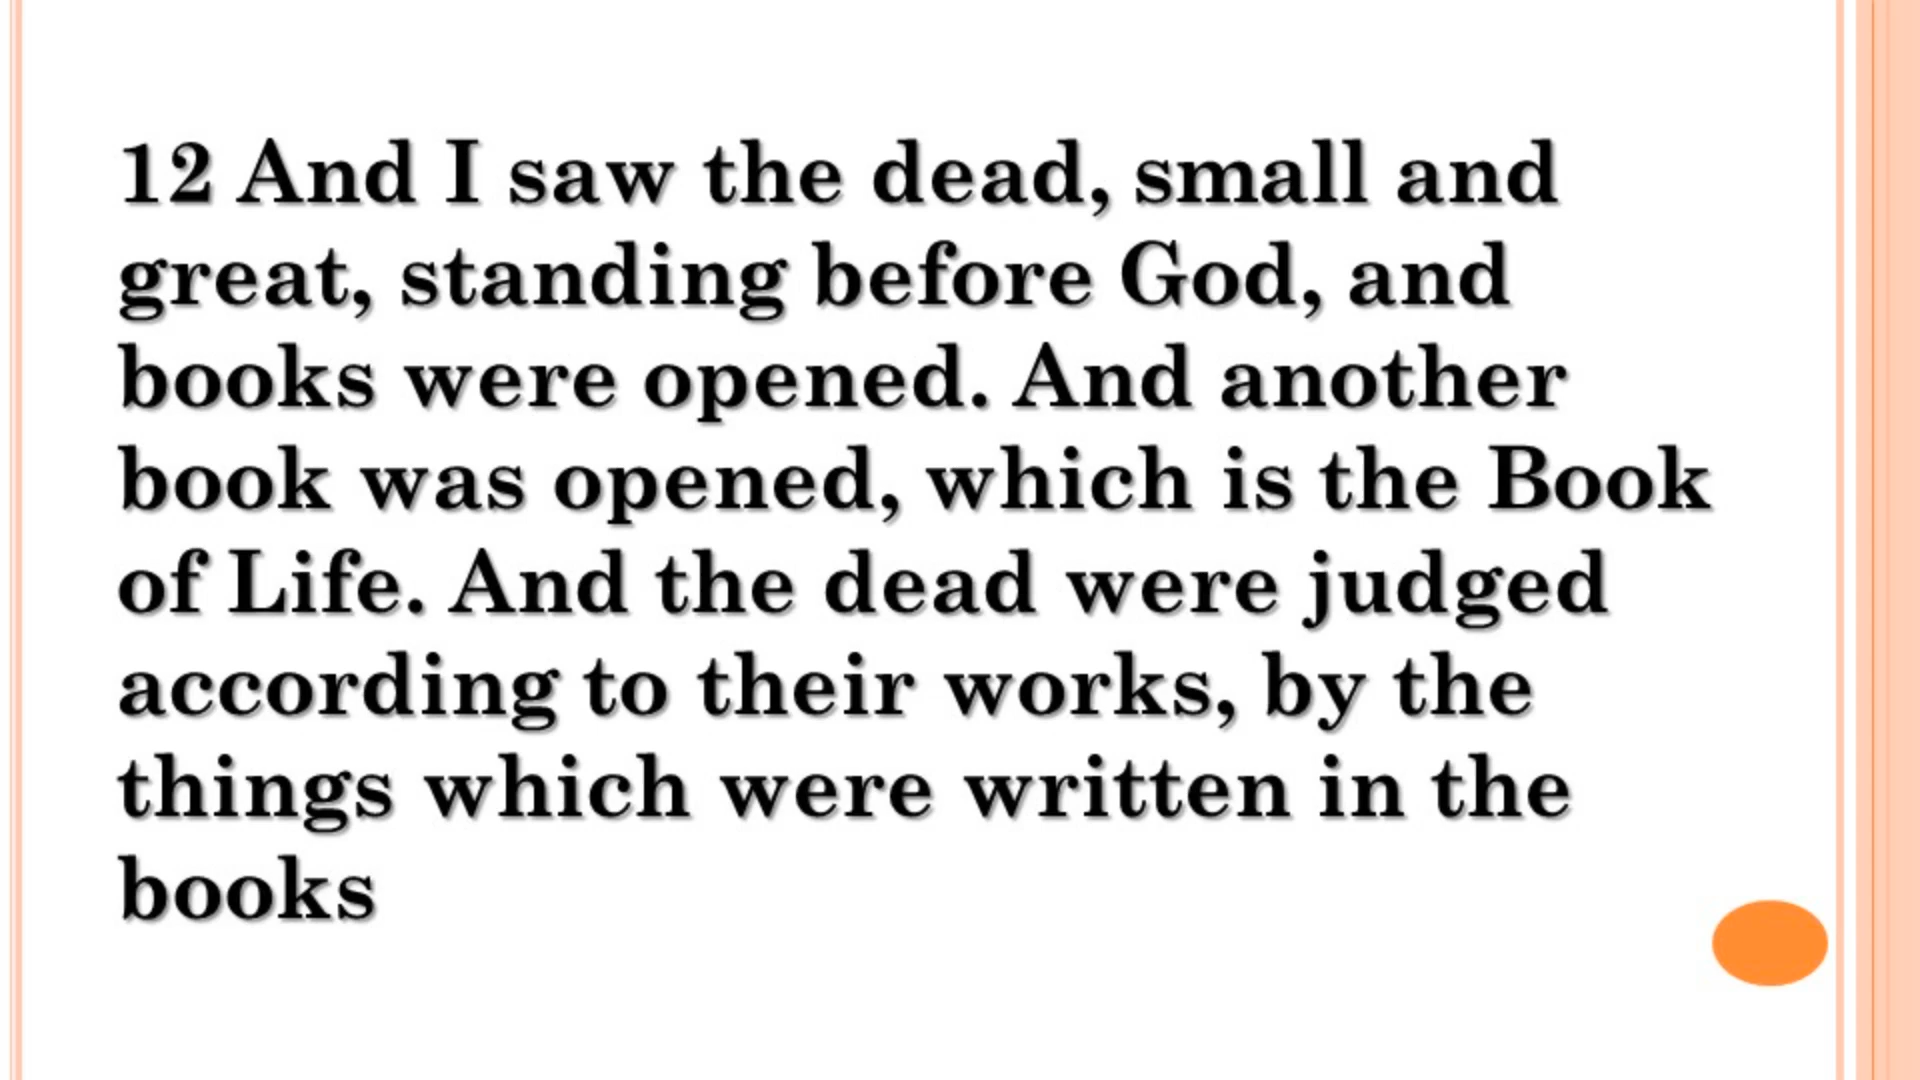 12 And I saw the dead, small and
great, standing before God, and
books were opened. And another
book was opened, which is the Book
of Life. And the dead were judged
according to their works, by the
things which were written in the
books